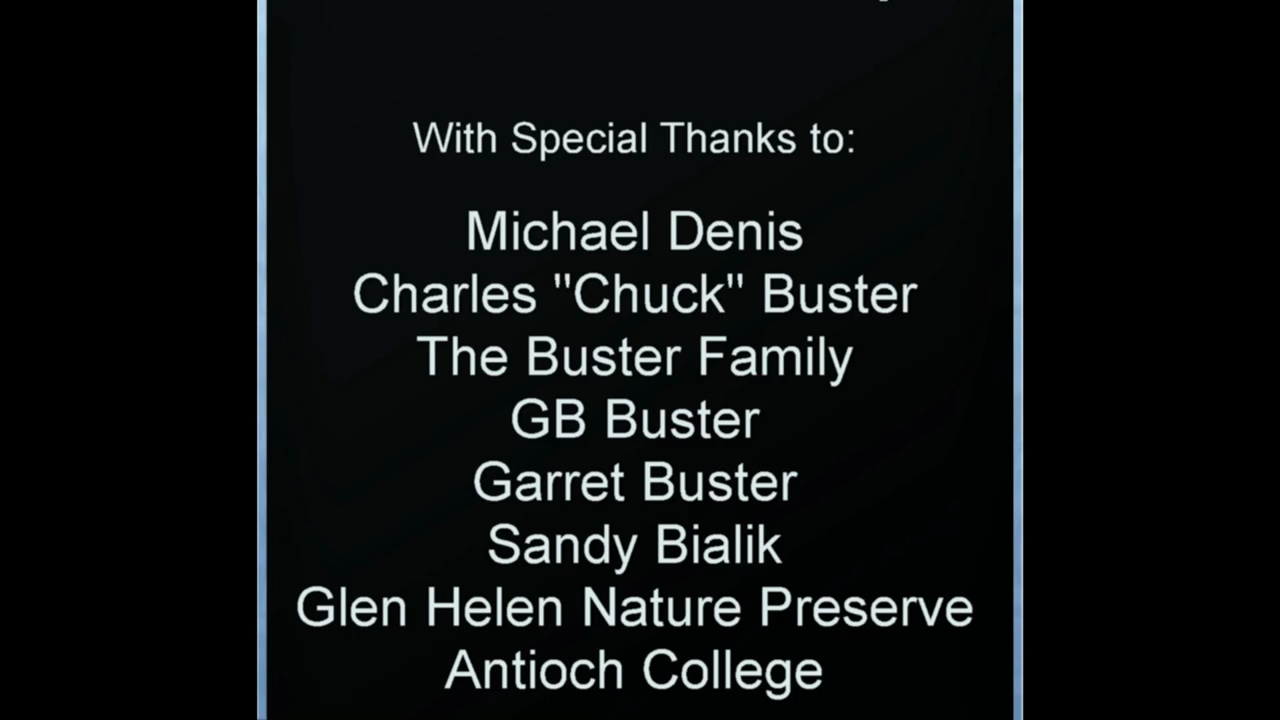 With Special Thanks to:
Michael Denis
Charles "Chuck" Buster
The Buster Family
GB Buster
Garret Buster
Sandy Bialik
Glen Helen Nature Preserve
Antioch College